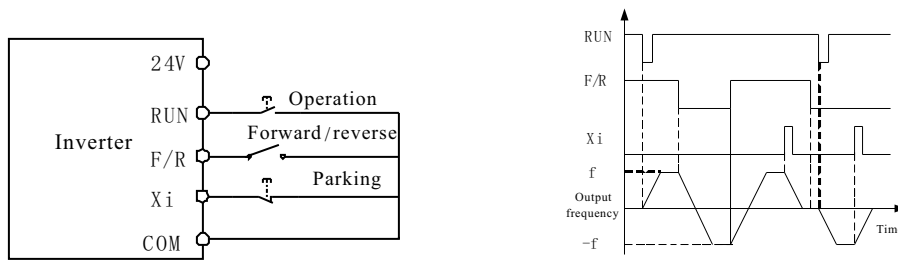 24V
RUN
Operation
Forward/reverse
Inverter
F/R
Parking
Xi
COM
RUN
F/R
Xi
f
Output
frequency
Tim
-f